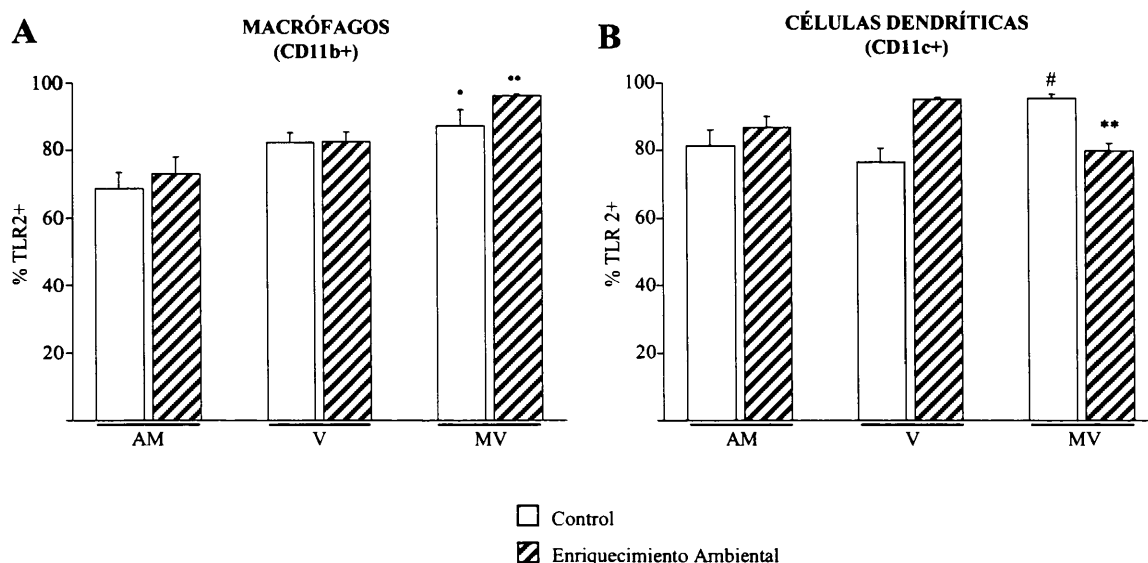 A
MACRÓFAGOS
(CD11b+)
100
80
60
40
20
% TLR2+
•
••
AM
V
MV
B
CÉLULAS DENDRÍTICAS
(CD11c+)
100
80
60
40
20
% TLR 2+
#
**
AM
V
MV
Control
Enriquecimiento Ambiental